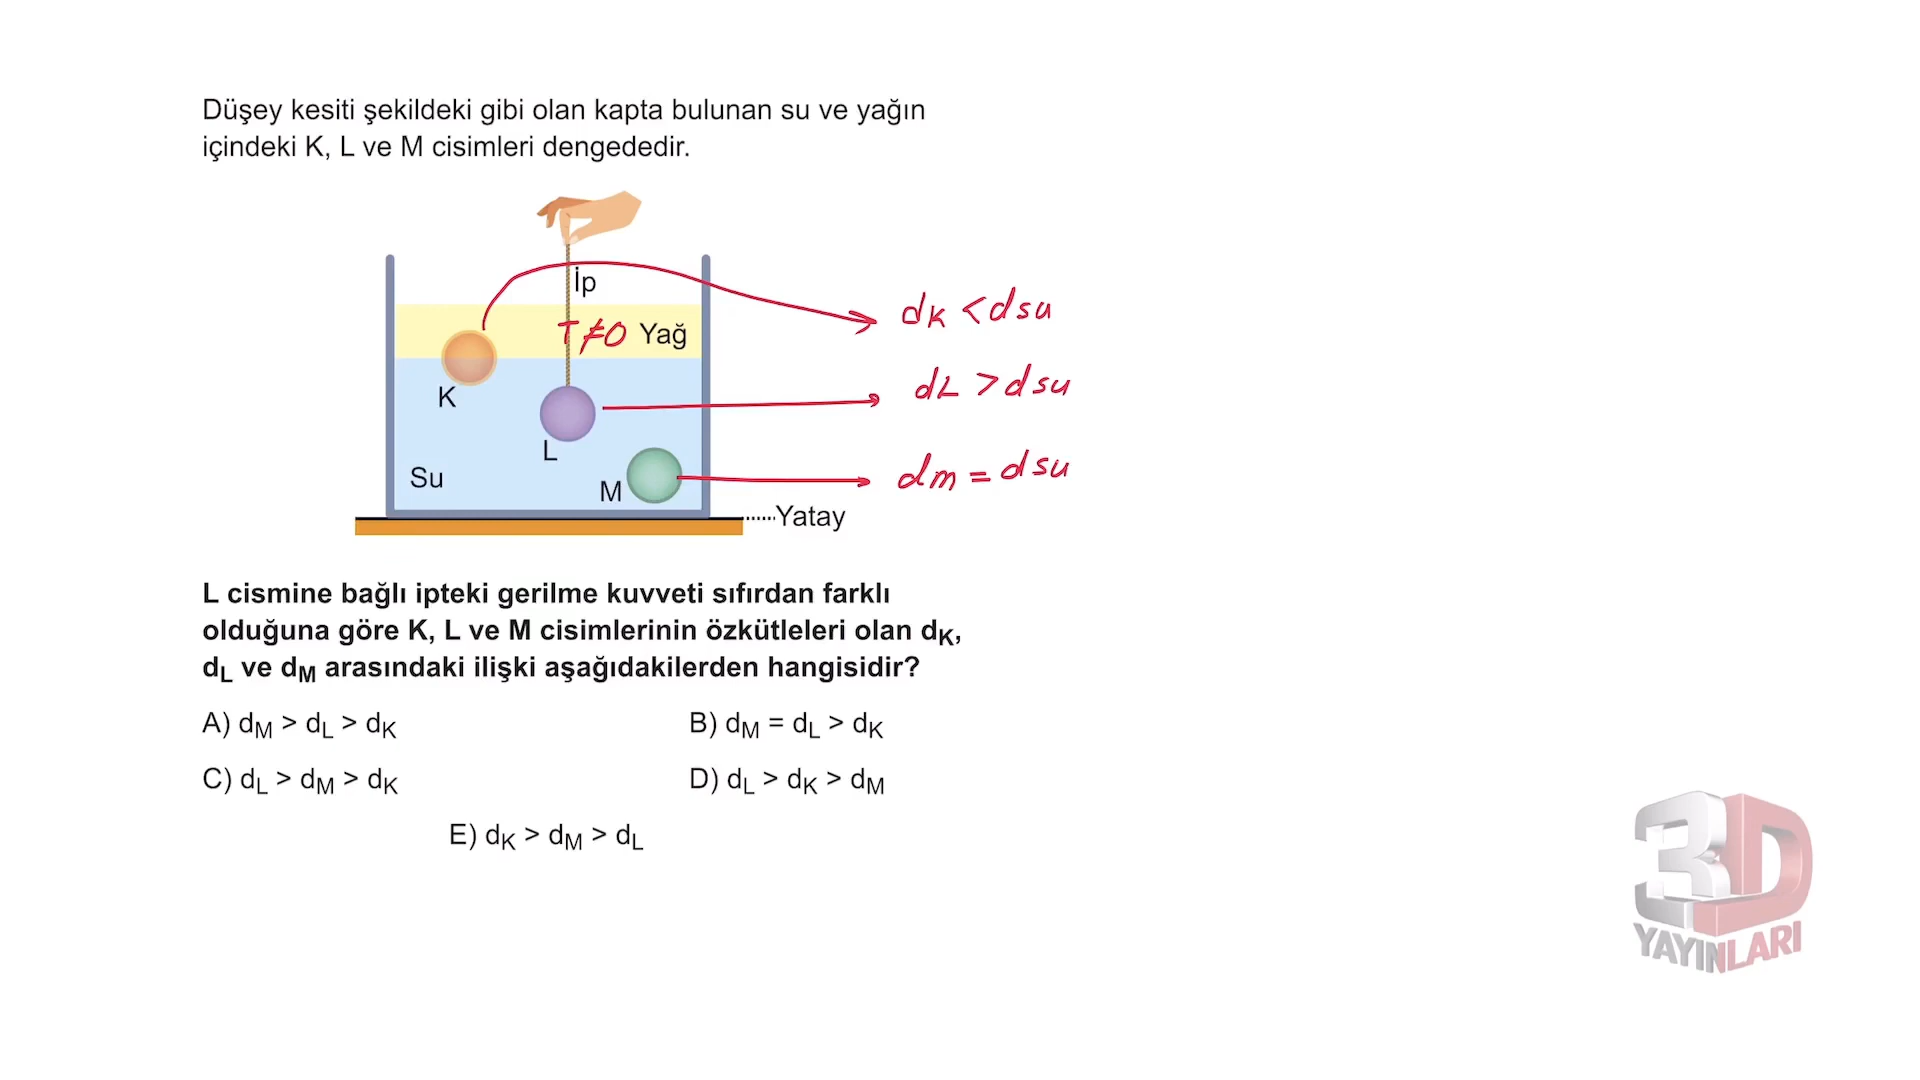 Düşey kesiti şekildeki gibi olan kapta bulunan su ve yağın
içindeki K, L ve M cisimleri dengededir.
İp
T≠0 Yağ
dK < dsu
K
dL > dsu
L
Su
M
dm = dsu
Yatay
L cismine bağlı ipteki gerilme kuvveti sıfırdan farklı
olduğuna göre K, L ve M cisimlerinin özkütleleri olan dK,
dL ve dM arasındaki ilişki aşağıdakilerden hangisidir?
A) dM > dL > dK
B) dM = dL > dK
C) dL > dM > dK
D) dL > dK > dM
E) dK > dM > dL
3D
YAYINLARI